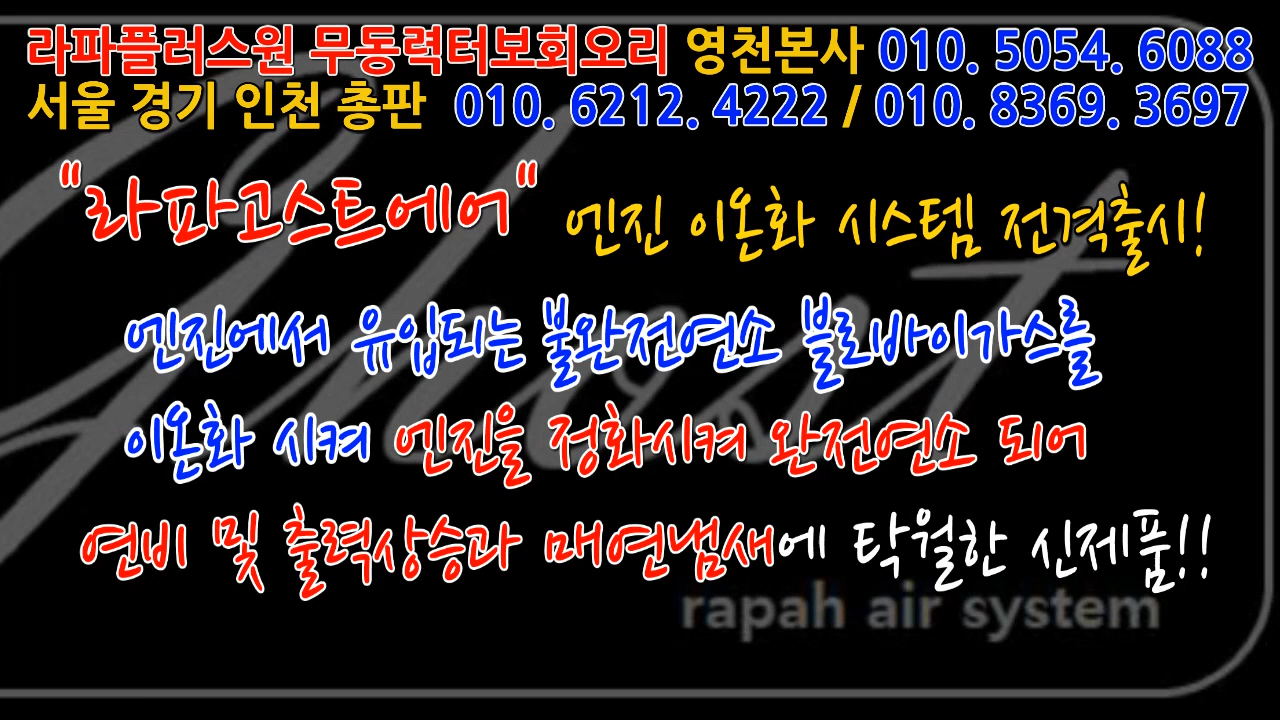 라파플러스원 무동력터보회오리 영천본사 010. 5054. 6088
서울 경기 인천 총판 010. 6212. 4222 / 010. 8369. 3697
"라파고스트에어" 엔진 이온화 시스템 전격출시!
엔진에서 유입되는 불완전연소 블로바이가스를
이온화 시켜 엔진을 정화시켜 완전연소 되어
연비 및 출력상승과 매연냄새에 탁월한 신제품!!
Ghost
rapah air system